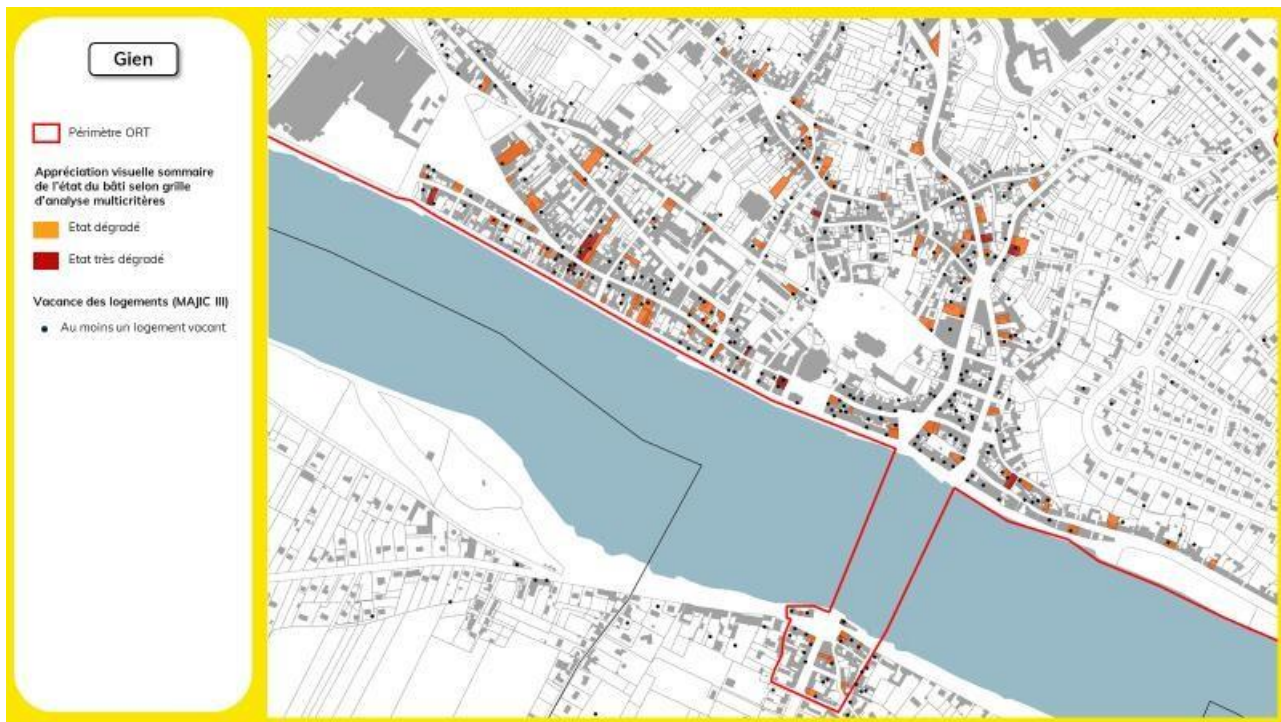 Gien
Périmètre ORT
Appréciation visuelle sommaire
de l'état du bâti selon grille
d'analyse multicritères
Etat dégradé
Etat très dégradé
Vacance des logements (MAJIC III)
Au moins un logement vacant